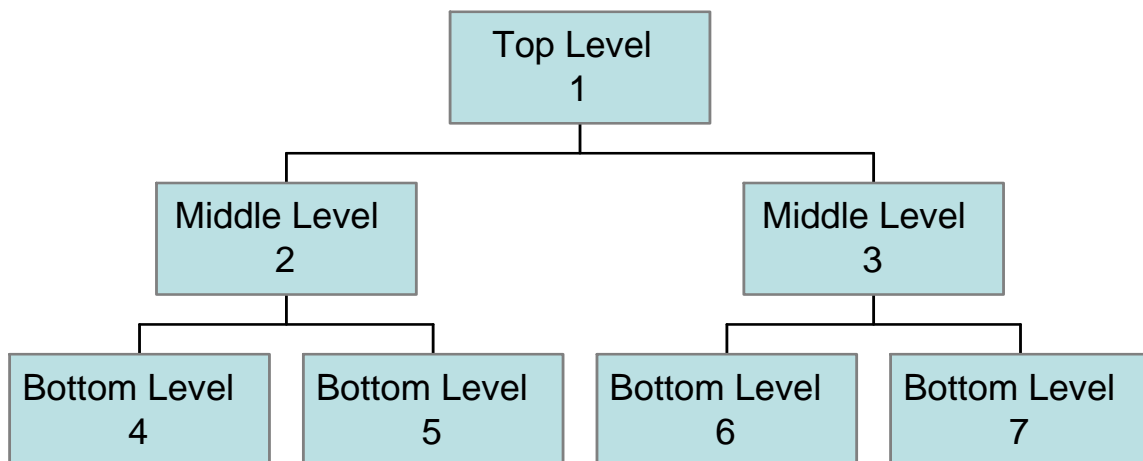 Top Level
1
Middle Level
2
Middle Level
3
Bottom Level
4
Bottom Level
5
Bottom Level
6
Bottom Level
7